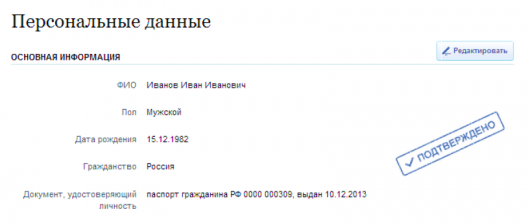 Персональные данные
Редактировать
ОСНОВНАЯ ИНФОРМАЦИЯ
ФИО Иванов Иван Иванович
Пол Мужской
ПОДТВЕРЖДЕНО
Дата рождения 15.12.1982
Гражданство Россия
Документ, удостоверяющий паспорт гражданина РФ 0000 000309, выдан 10.12.2013
личность